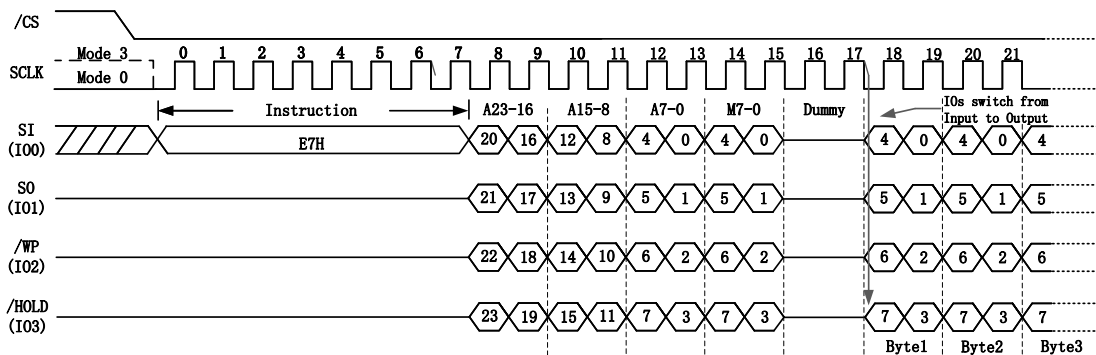 /CS
Mode 3
0 1 2 3 4 5 6 7 8 9 10 11 12 13 14 15 16 17 18 19 20 21
SCLK
Mode 0
Instruction A23-16 A15-8 A7-0 M7-0 Dummy
IOs switch from
Input to Output
SI
(IO0)
E7H 20 16 12 8 4 0 4 0 4 0 4 0 4
SO
(IO1)
21 17 13 9 5 1 5 1 5 1 5 1 5
/WP
(IO2)
22 18 14 10 6 2 6 2 6 2 6 2 6
/HOLD
(IO3)
23 19 15 11 7 3 7 3 7 3 7 3 7
Byte1 Byte2 Byte3